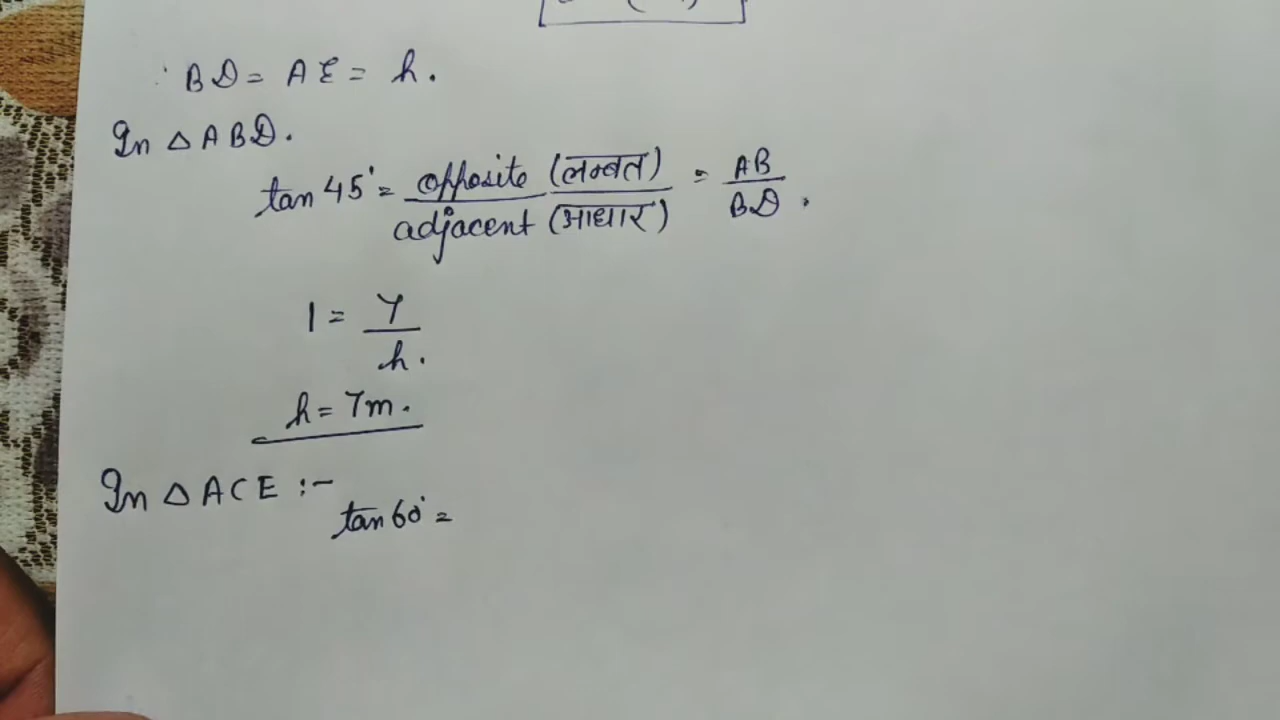 ∴ BD = AE = h.
In △ ABD.
tan 45° = opposite (लम्बत) / adjacent (आधार) = AB / BD .
1 = 7 / h.
h = 7m.
In △ ACE :-
tan 60° =